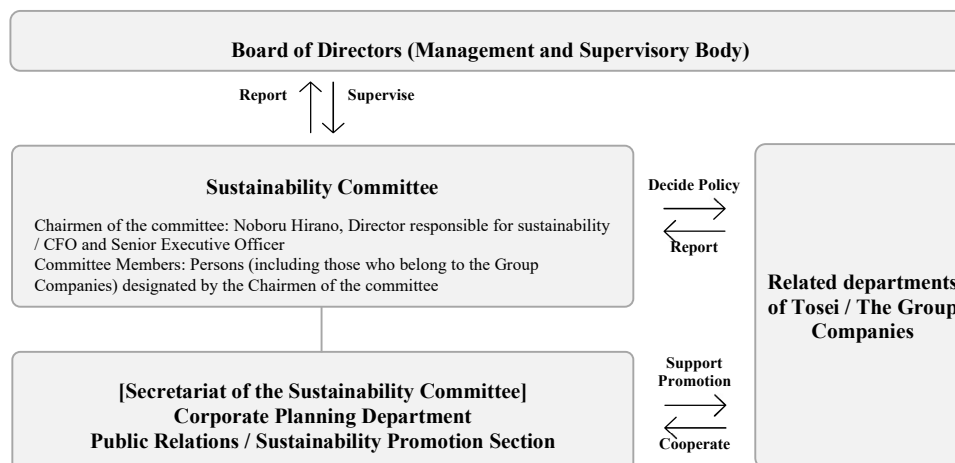 Board of Directors (Management and Supervisory Body)
Report
Supervise
Sustainability Committee
Chairmen of the committee: Noboru Hirano, Director responsible for sustainability
/ CFO and Senior Executive Officer
Committee Members: Persons (including those who belong to the Group
Companies) designated by the Chairmen of the committee
Decide Policy
Report
Related departments
of Tosei / The Group
Companies
[Secretariat of the Sustainability Committee]
Corporate Planning Department
Public Relations / Sustainability Promotion Section
Support
Promotion
Cooperate